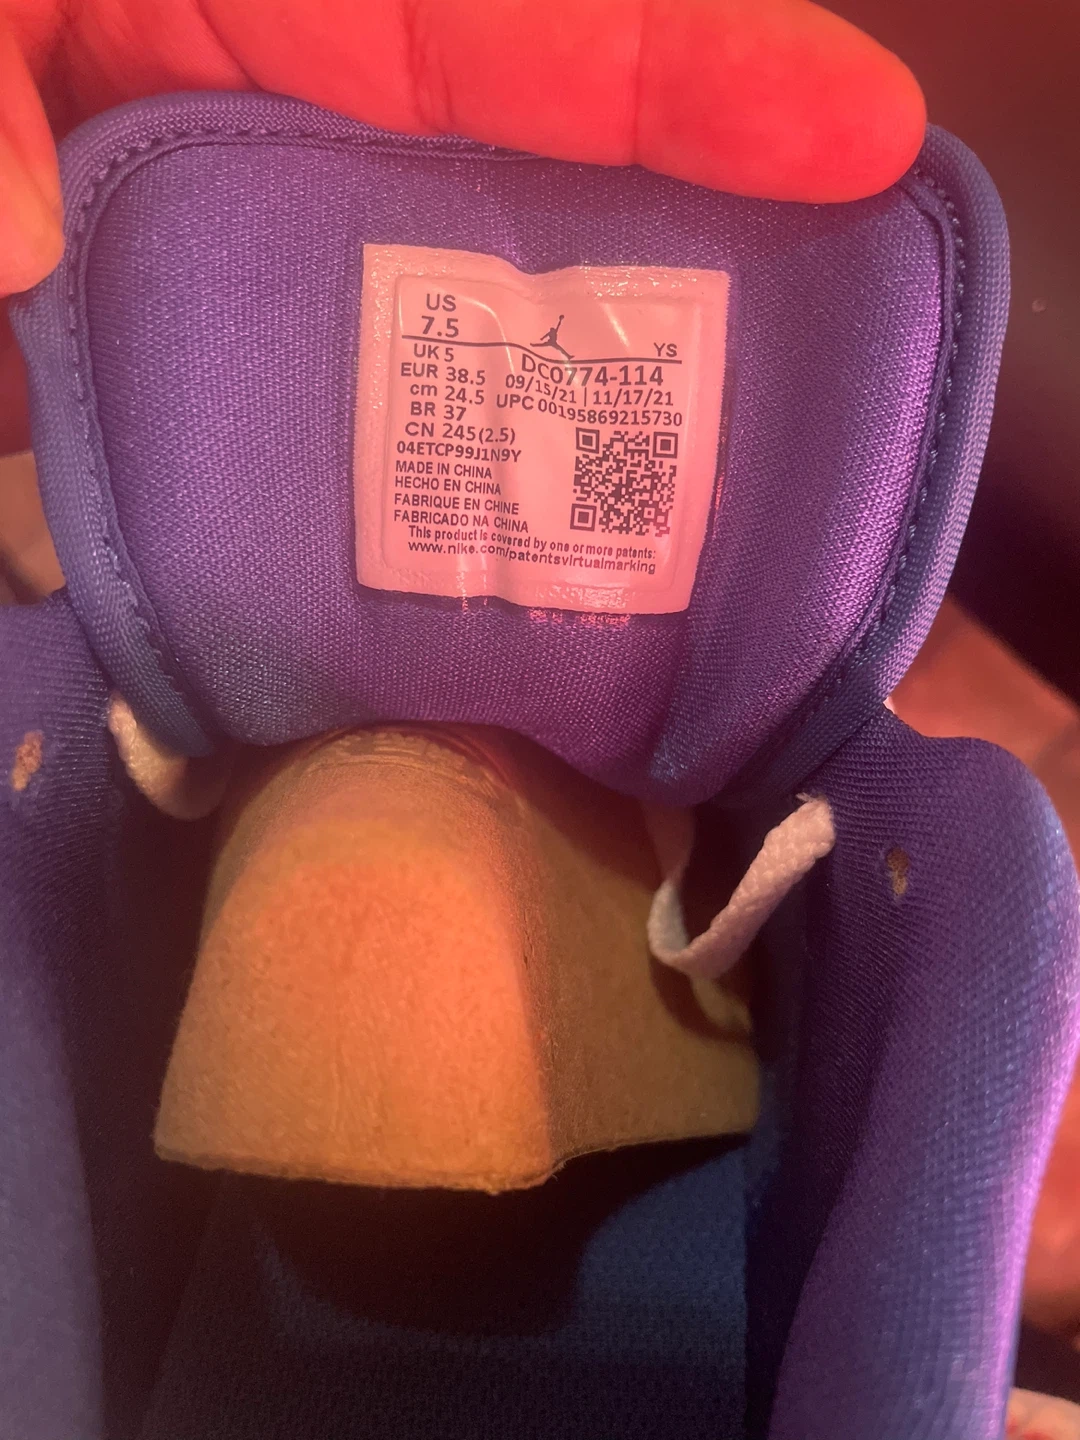 US
7.5
YS
UK 5
DC0774-114
EUR 38.5
09/15/21 | 11/17/21
cm 24.5
UPC 00195869215730
BR 37
CN 245(2.5)
04ETCP99J1N9Y
MADE IN CHINA
HECHO EN CHINA
FABRIQUE EN CHINE
FABRICADO NA CHINA
This product is covered by one or more patents:
www.nike.com/patentsvirtualmarking